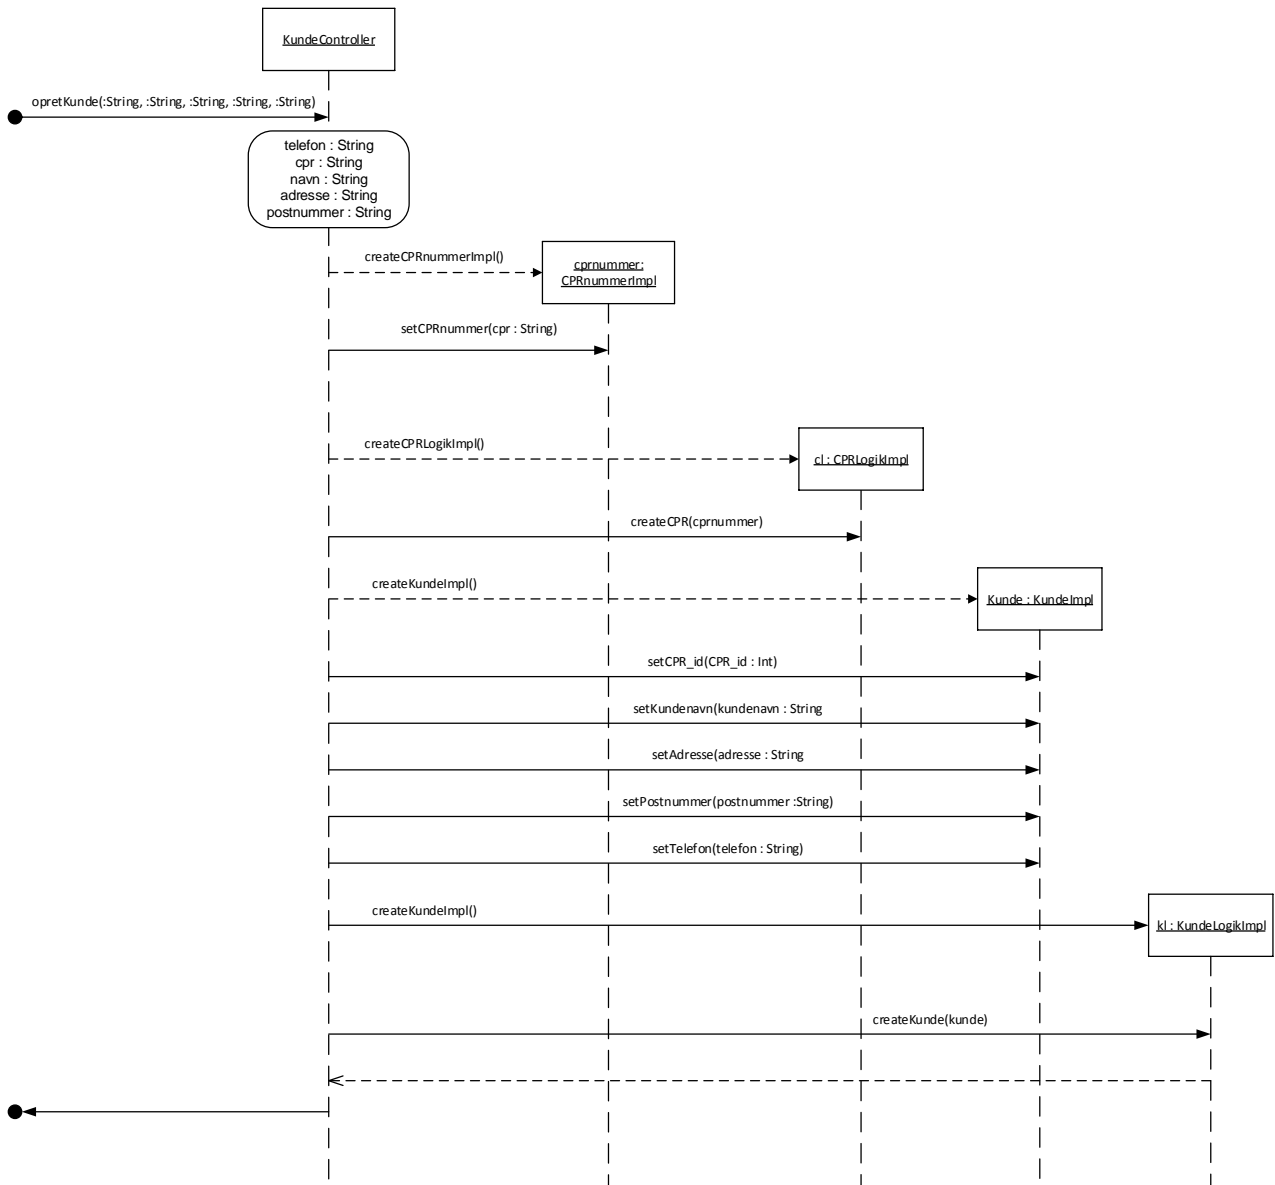 KundeController
opretKunde(:String, :String, :String, :String, :String)
telefon : String
cpr : String
navn : String
adresse : String
postnummer : String
createCPRnummerImpl()
cprnummer:
CPRnummerImpl
setCPRnummer(cpr : String)
createCPRLogikImpl()
cl : CPRLogikImpl
createCPR(cprnummer)
createKundeImpl()
Kunde : KundeImpl
setCPR_id(CPR_id : Int)
setKundenavn(kundenavn : String
setAdresse(adresse : String
setPostnummer(postnummer :String)
setTelefon(telefon : String)
createKundeImpl()
kl : KundeLogikImpl
createKunde(kunde)